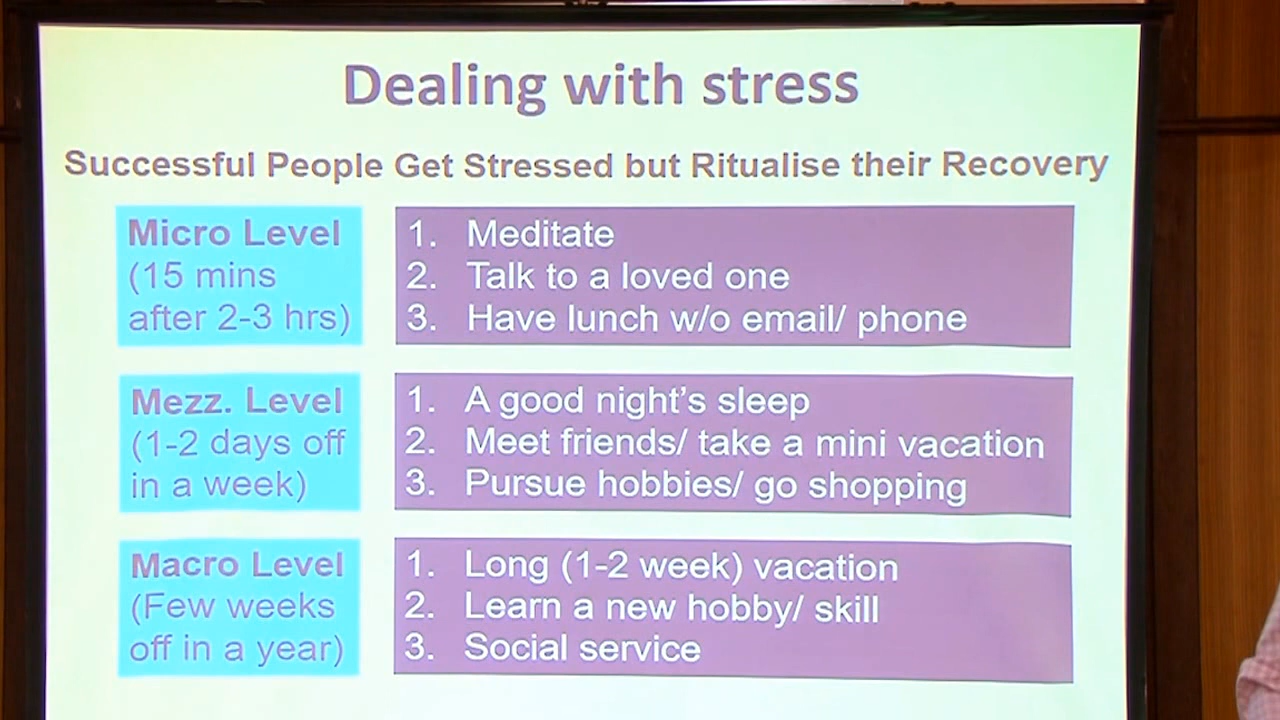 Dealing with stress
Successful People Get Stressed but Ritualise their Recovery
Micro Level
(15 mins
after 2-3 hrs)
1. Meditate
2. Talk to a loved one
3. Have lunch w/o email/ phone
Mezz. Level
(1-2 days off
in a week)
1. A good night's sleep
2. Meet friends/ take a mini vacation
3. Pursue hobbies/ go shopping
Macro Level
(Few weeks
off in a year)
1. Long (1-2 week) vacation
2. Learn a new hobby/ skill
3. Social service